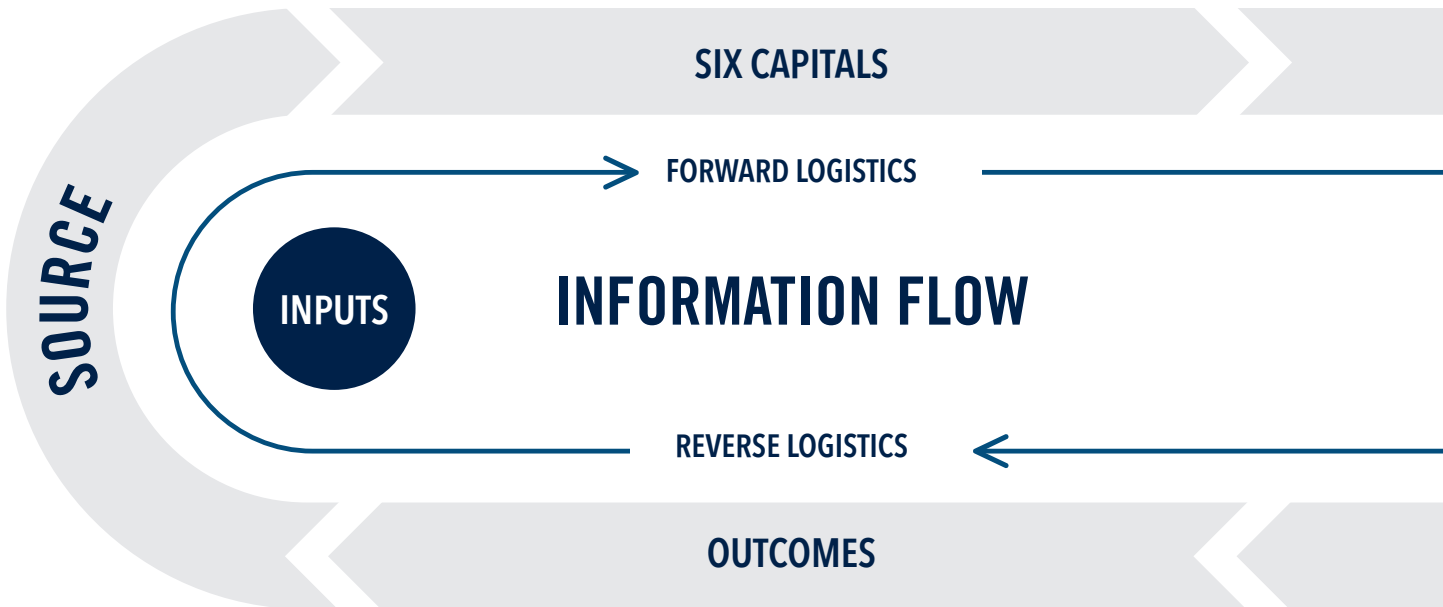 SIX CAPITALS
FORWARD LOGISTICS
SOURCE
INPUTS
INFORMATION FLOW
REVERSE LOGISTICS
OUTCOMES